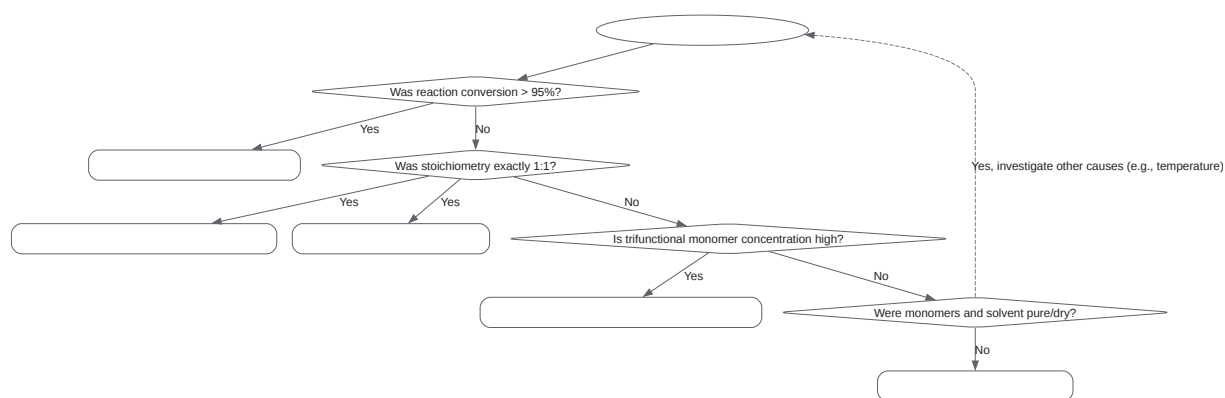 Was reaction conversion > 95%?
Yes
No
Was stoichiometry exactly 1:1?
Yes, investigate other causes (e.g., temperature)
Yes
Yes
No
Is trifunctional monomer concentration high?
Yes
No
Were monomers and solvent pure/dry?
No